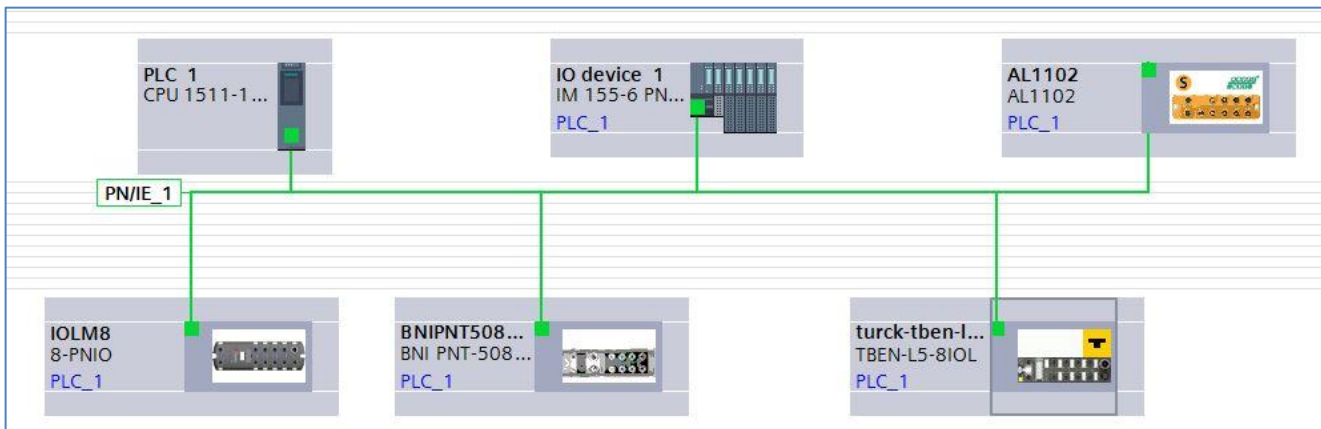 PLC_1
CPU 1511-1...
IO device_1
IM 155-6 PN...
PLC_1
AL1102
AL1102
PLC_1
S
PN/IE_1
IOLM8
8-PNIO
PLC_1
BNIPNT508...
BNI PNT-508...
PLC_1
turck-tben-l...
TBEN-L5-8IOL
PLC_1